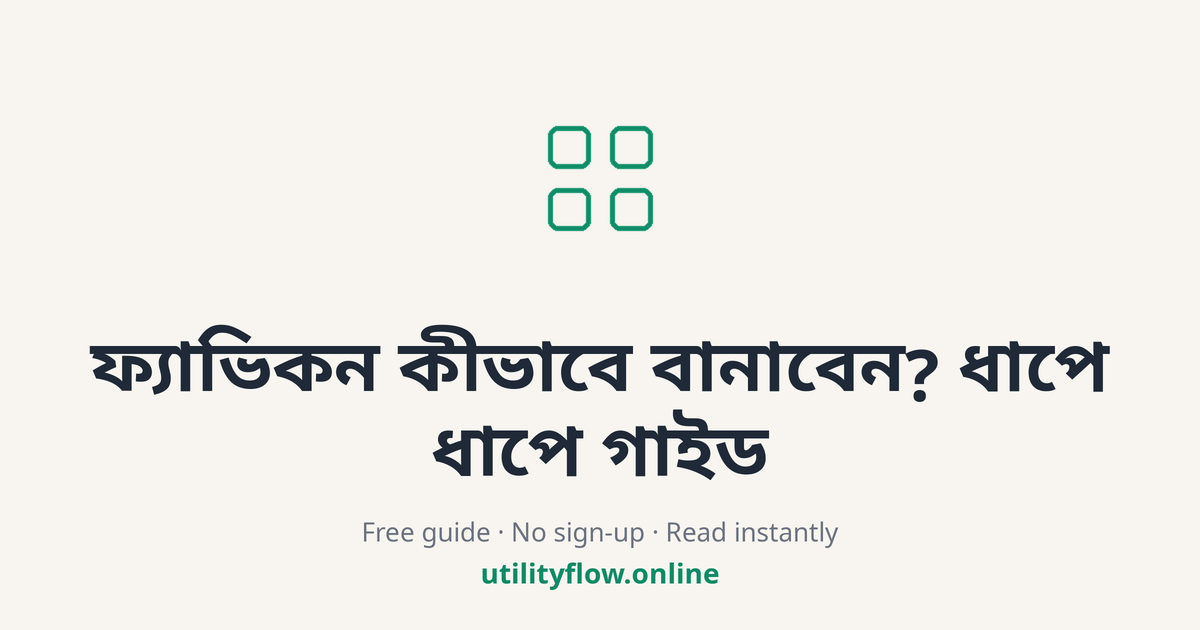 ফ্যাভিকন কীভাবে বানাবেন? ধাপে
ধাপে গাইড
Free guide · No sign-up · Read instantly
utilityflow.online